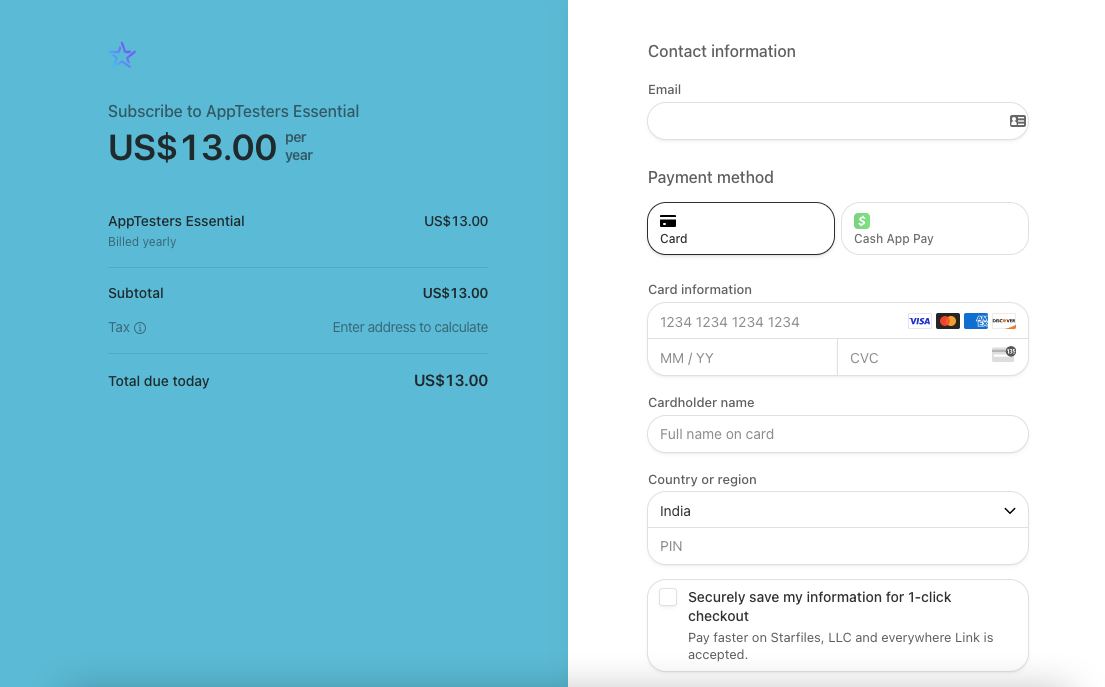 Subscribe to AppTesters Essential
US$13.00 per year
AppTesters Essential US$13.00
Billed yearly
Subtotal US$13.00
Tax Enter address to calculate
Total due today US$13.00
Contact information
Email
Payment method
Card
$
Cash App Pay
Card information
1234 1234 1234 1234 VISA AMEX DISCOVER
MM / YY CVC 135
Cardholder name
Full name on card
Country or region
India
PIN
Securely save my information for 1-click
checkout
Pay faster on Starfiles, LLC and everywhere Link is
accepted.